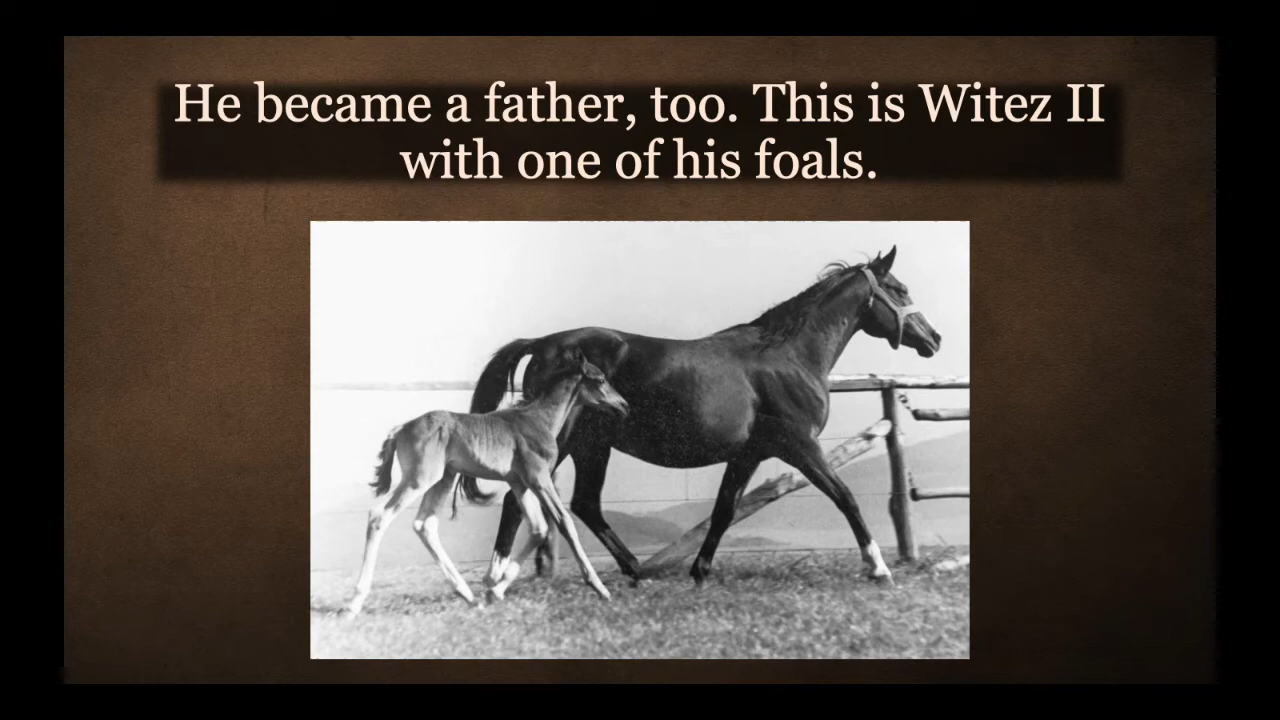 He became a father, too. This is Witez II
with one of his foals.